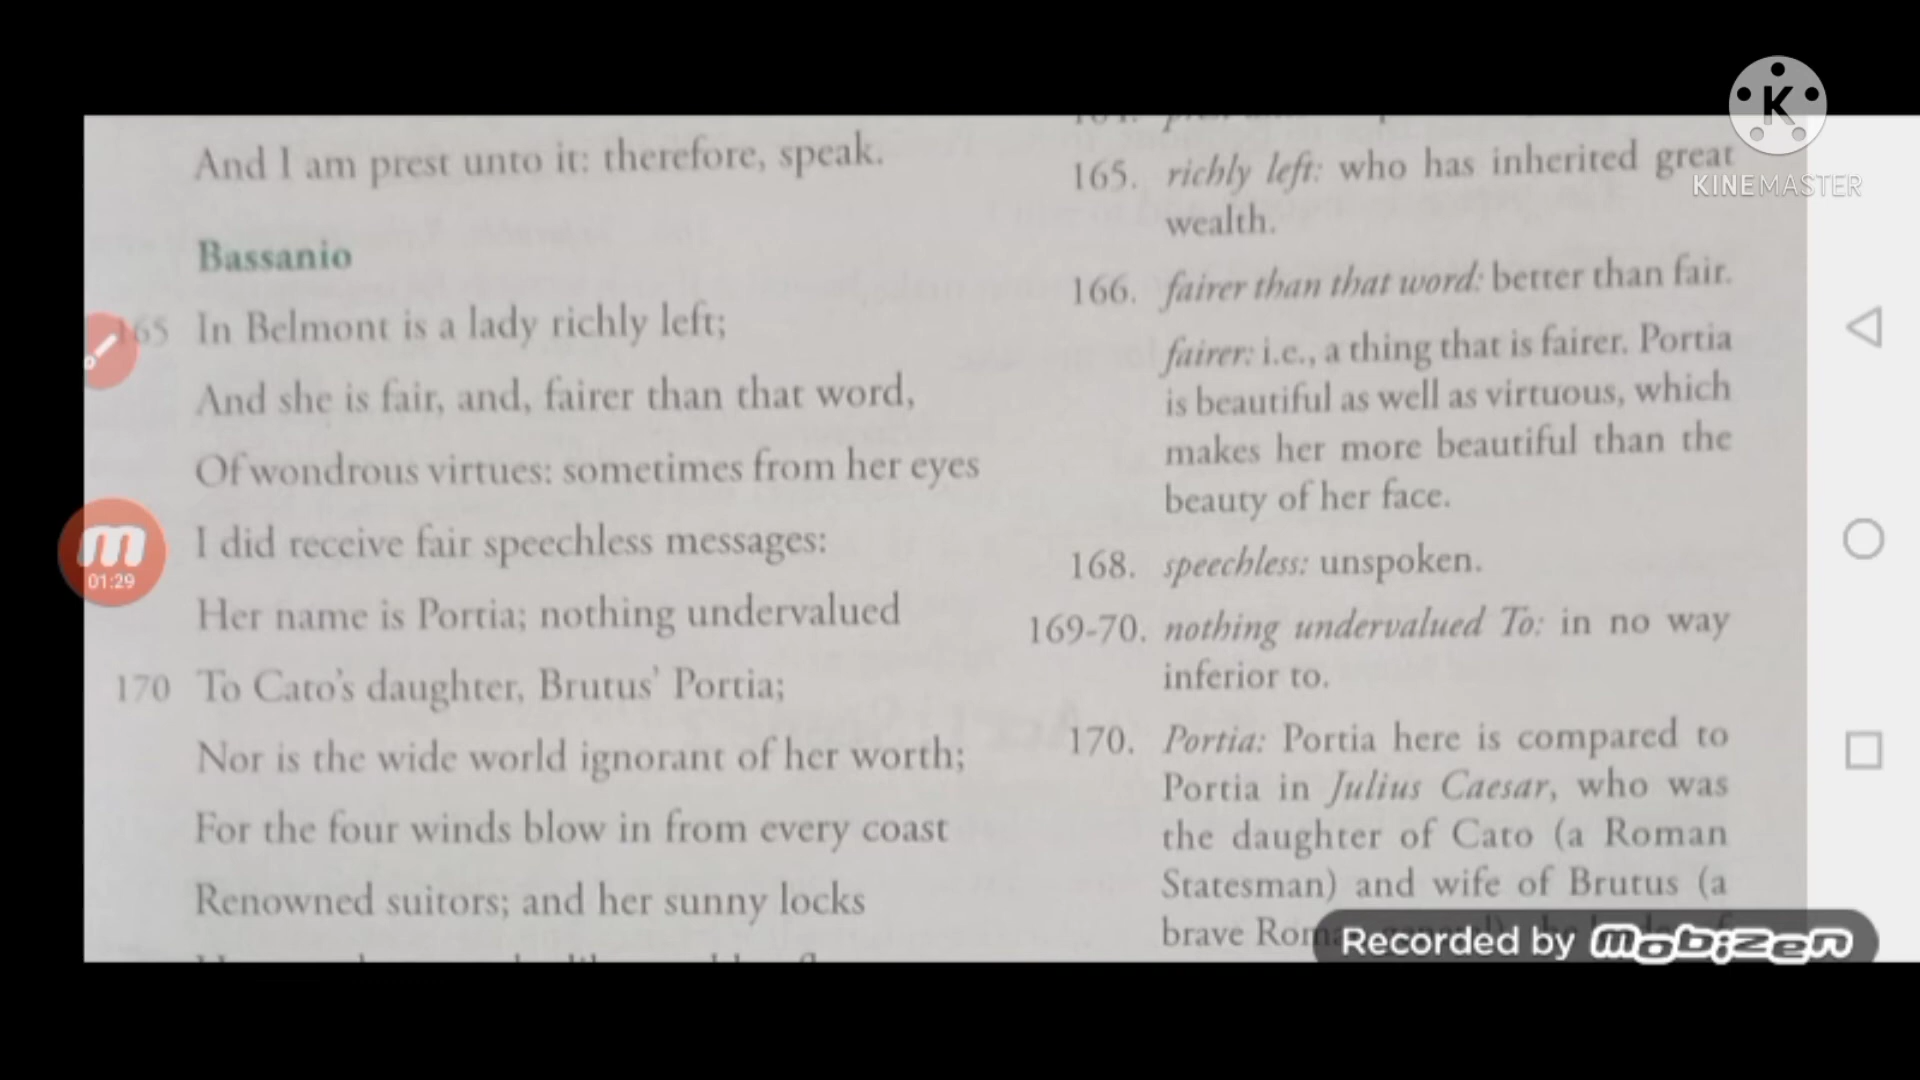 And I am prest unto it: therefore, speak.
Bassanio
165 In Belmont is a lady richly left;
And she is fair, and, fairer than that word,
Of wondrous virtues: sometimes from her eyes
I did receive fair speechless messages:
Her name is Portia; nothing undervalued
170 To Cato's daughter, Brutus' Portia;
Nor is the wide world ignorant of her worth;
For the four winds blow in from every coast
Renowned suitors; and her sunny locks
165. richly left: who has inherited great
wealth.
166. fairer than that word: better than fair.
fairer: i.e., a thing that is fairer. Portia
is beautiful as well as virtuous, which
makes her more beautiful than the
beauty of her face.
168. speechless: unspoken.
169-70. nothing undervalued To: in no way
inferior to.
170. Portia: Portia here is compared to
Portia in Julius Caesar, who was
the daughter of Cato (a Roman
Statesman) and wife of Brutus (a
brave
K
KINEMASTER
m
01:29
Recorded by mobizen